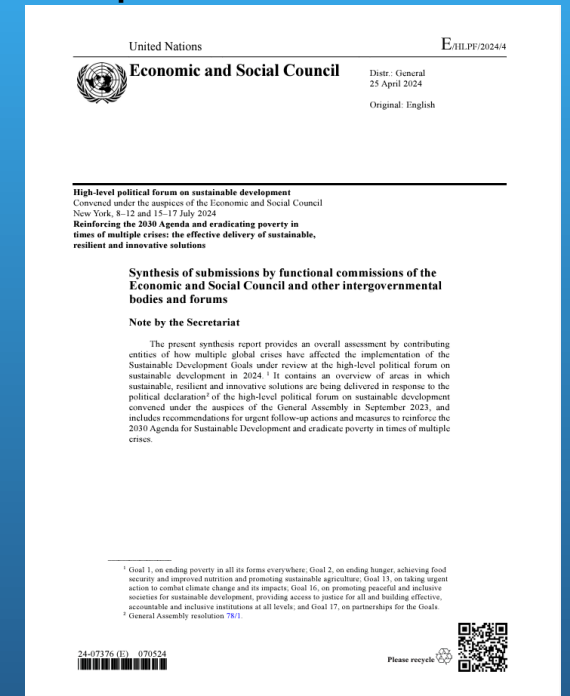 United Nations
E/HLPF/2024/4
Economic and Social Council
Distr.: General
25 April 2024
Original: English
High-level political forum on sustainable development
Convened under the auspices of the Economic and Social Council
New York, 8–12 and 15–17 July 2024
Reinforcing the 2030 Agenda and eradicating poverty in
times of multiple crises: the effective delivery of sustainable,
resilient and innovative solutions
Synthesis of submissions by functional commissions of the
Economic and Social Council and other intergovernmental
bodies and forums
Note by the Secretariat
The present synthesis report provides an overall assessment by contributing
entities of how multiple global crises have affected the implementation of the
Sustainable Development Goals under review at the high-level political forum on
sustainable development in 2024.¹ It contains an overview of areas in which
sustainable, resilient and innovative solutions are being delivered in response to the
political declaration² of the high-level political forum on sustainable development
convened under the auspices of the General Assembly in September 2023, and
includes recommendations for urgent follow-up actions and measures to reinforce the
2030 Agenda for Sustainable Development and eradicate poverty in times of multiple
crises.
¹ Goal 1, on ending poverty in all its forms everywhere; Goal 2, on ending hunger, achieving food
security and improved nutrition and promoting sustainable agriculture; Goal 13, on taking urgent
action to combat climate change and its impacts; Goal 16, on promoting peaceful and inclusive
societies for sustainable development, providing access to justice for all and building effective,
accountable and inclusive institutions at all levels; and Goal 17, on partnerships for the Goals.
² General Assembly resolution 78/1.
24-07376 (E) 070524
Please recycle